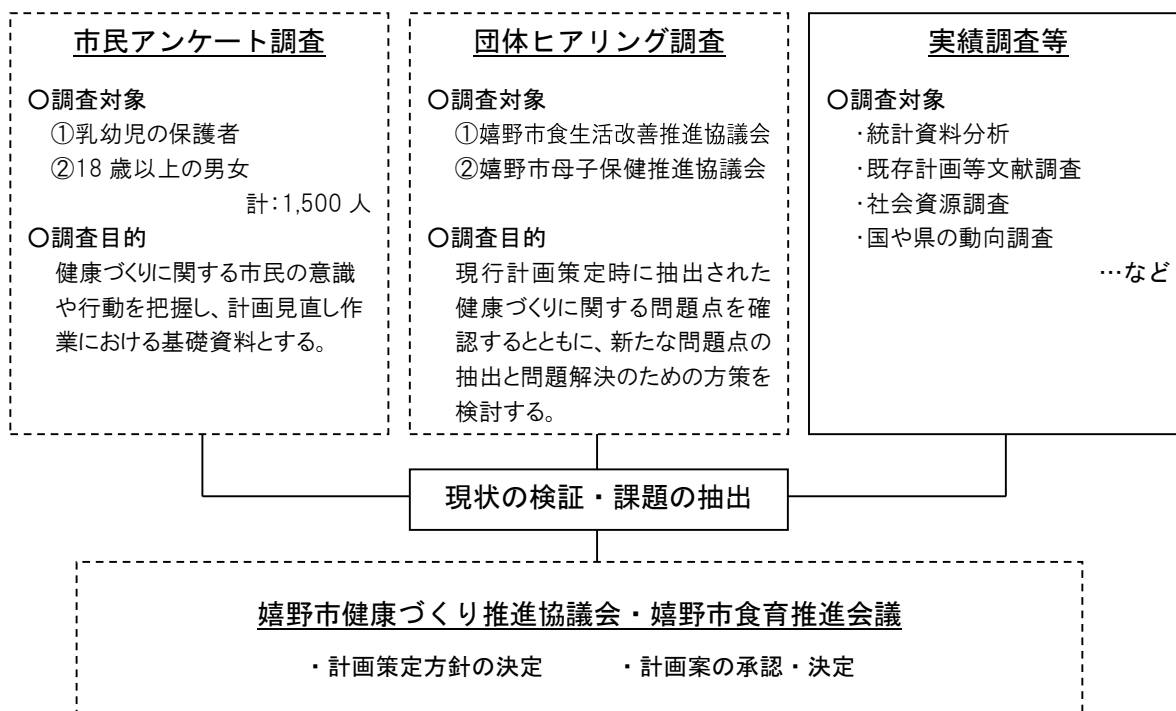 市民アンケート調査
〇調査対象
①乳幼児の保護者
②18 歳以上の男女
計：1,500 人
〇調査目的
健康づくりに関する市民の意識
や行動を把握し、計画見直し作
業における基礎資料とする。
団体ヒアリング調査
〇調査対象
①嬉野市食生活改善推進協議会
②嬉野市母子保健推進協議会
〇調査目的
現行計画策定時に抽出された
健康づくりに関する問題点を確
認するとともに、新たな問題点の
抽出と問題解決のための方策を
検討する。
実績調査等
〇調査対象
・統計資料分析
・既存計画等文献調査
・社会資源調査
・国や県の動向調査
…など
現状の検証・課題の抽出
嬉野市健康づくり推進協議会・嬉野市食育推進会議
・計画策定方針の決定　　　・計画案の承認・決定